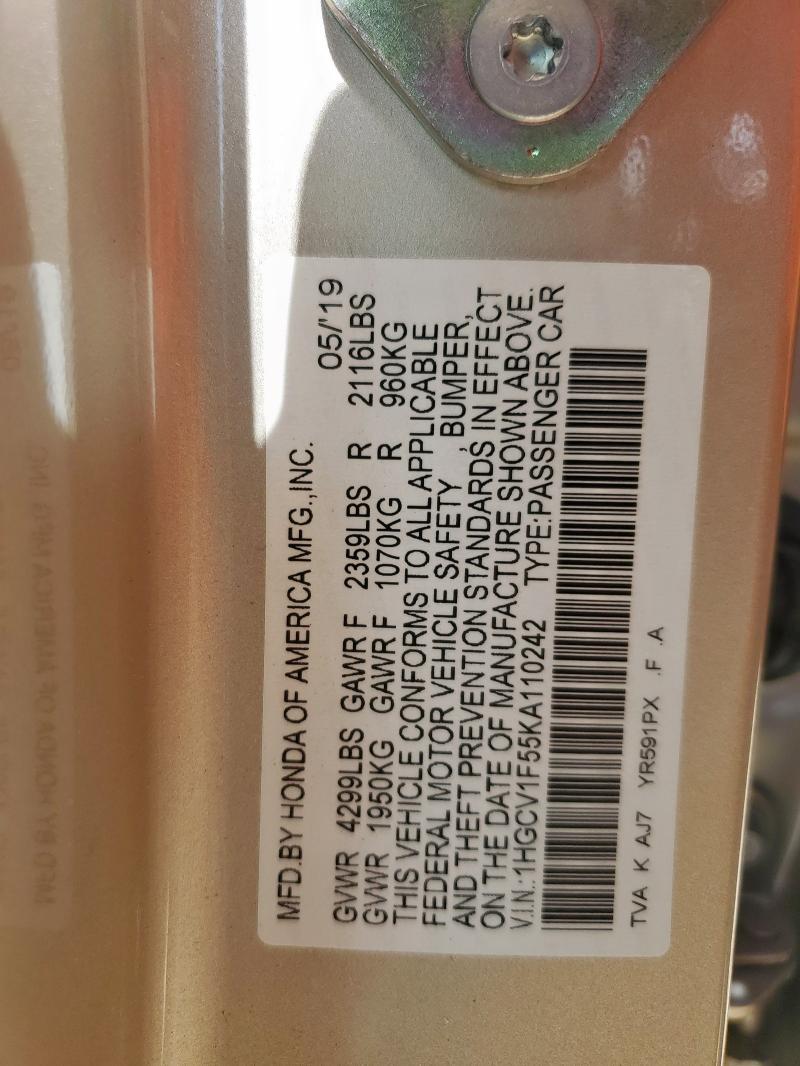 MFD.BY HONDA OF AMERICA MFG.,INC.
05/'19
GVWR 4299LBS GAWR F 2359LBS R 2116LBS
GVWR 1950KG GAWR F 1070KG R 960KG
THIS VEHICLE CONFORMS TO ALL APPLICABLE
FEDERAL MOTOR VEHICLE SAFETY , BUMPER,
AND THEFT PREVENTION STANDARDS IN EFFECT
ON THE DATE OF MANUFACTURE SHOWN ABOVE.
V.I.N.:1HGCV1F55KA110242 TYPE:PASSENGER CAR
TVA K AJ7 YR591PX .F .A